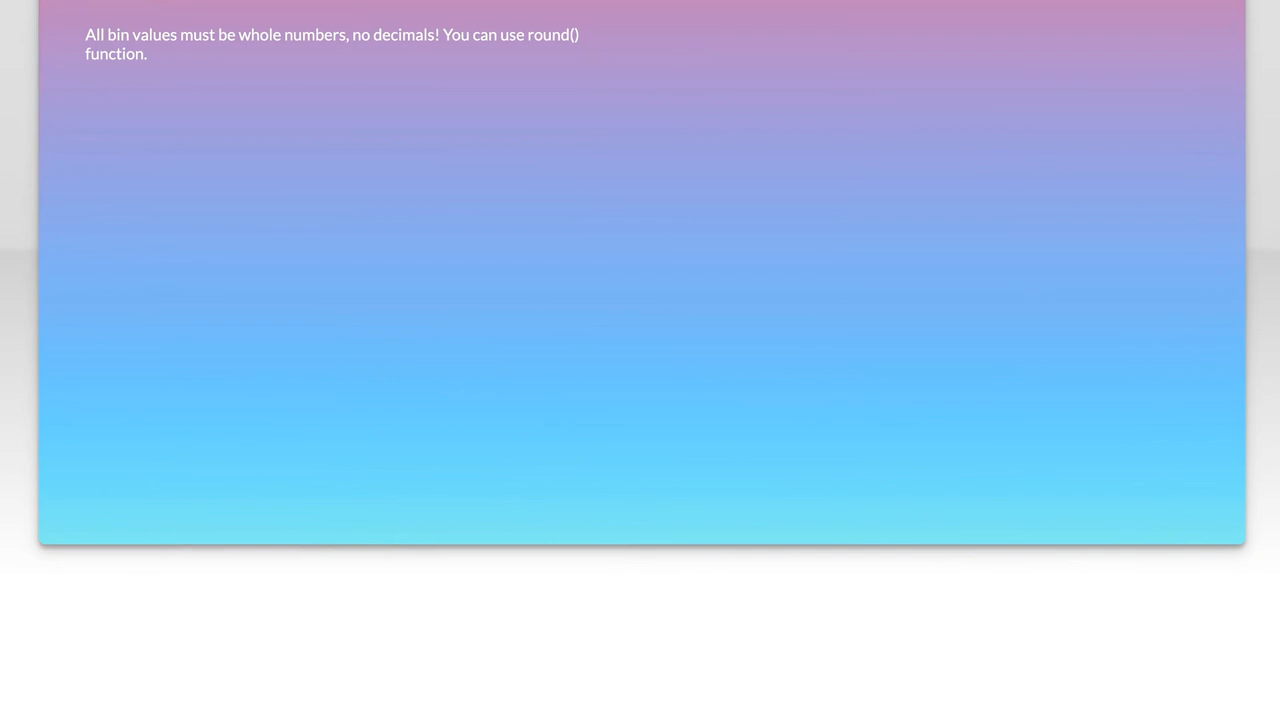 All bin values must be whole numbers, no decimals! You can use round()
function.